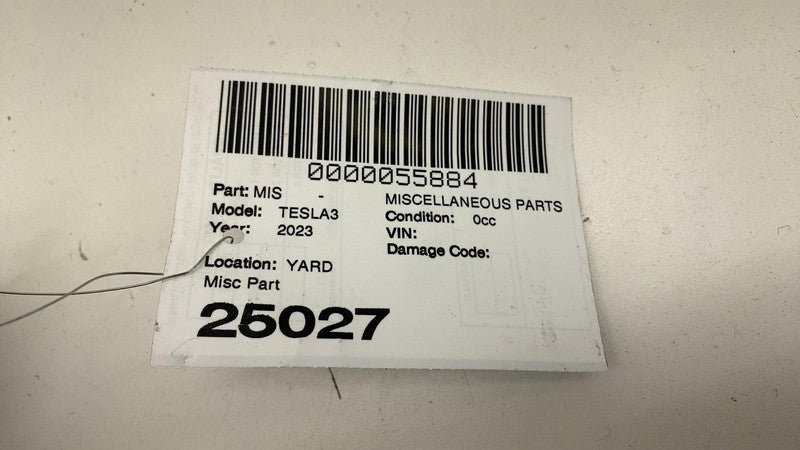 0000055884
Part: MIS - MISCELLANEOUS PARTS
Model: TESLA3 Condition: 0cc
Year: 2023 VIN:
Damage Code:
Location: YARD
Misc Part
25027